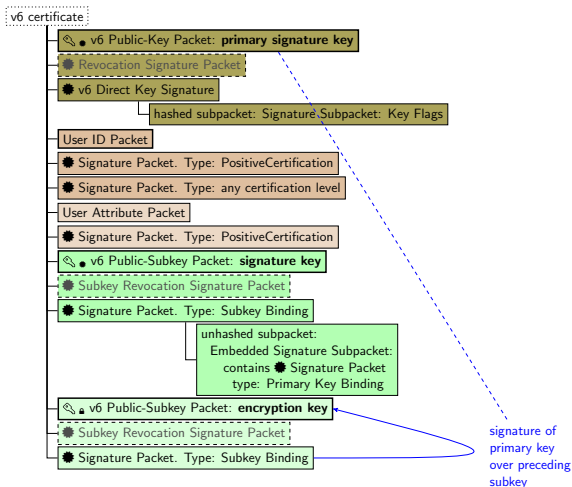 v6 certificate
v6 Public-Key Packet: primary signature key
Revocation Signature Packet
v6 Direct Key Signature
hashed subpacket: Signature Subpacket: Key Flags
User ID Packet
Signature Packet. Type: PositiveCertification
Signature Packet. Type: any certification level
User Attribute Packet
Signature Packet. Type: PositiveCertification
v6 Public-Subkey Packet: signature key
Subkey Revocation Signature Packet
Signature Packet. Type: Subkey Binding
unhashed subpacket:
Embedded Signature Subpacket:
contains Signature Packet
type: Primary Key Binding
v6 Public-Subkey Packet: encryption key
Subkey Revocation Signature Packet
Signature Packet. Type: Subkey Binding
signature of
primary key
over preceding
subkey